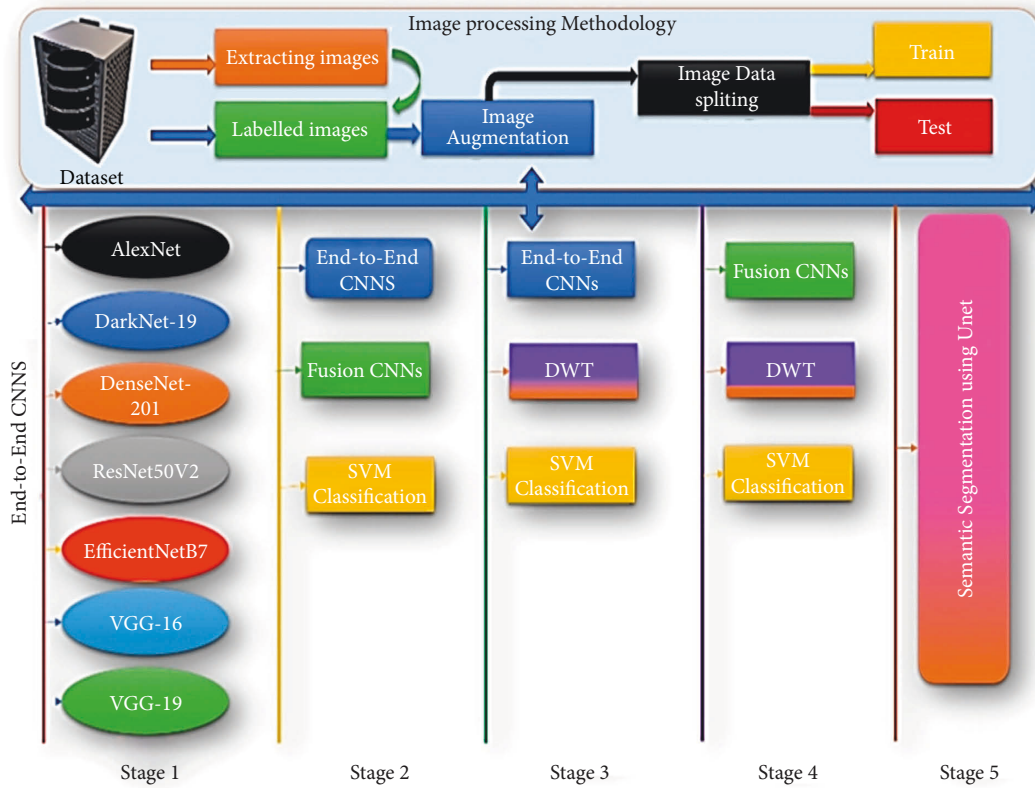 Image processing Methodology
Extracting images
Labelled images
Dataset
Image
Augmentation
Image Data
spliting
Train
Test
End-to-End CNNS
AlexNet
DarkNet-19
DenseNet-
201
ResNet50V2
EfficientNetB7
VGG-16
VGG-19
Stage 1
End-to-End
CNNS
Fusion CNNs
SVM
Classification
Stage 2
End-to-End
CNNs
DWT
SVM
Classification
Stage 3
Fusion CNNs
DWT
SVM
Classification
Stage 4
Semantic Segmentation using Unet
Stage 5